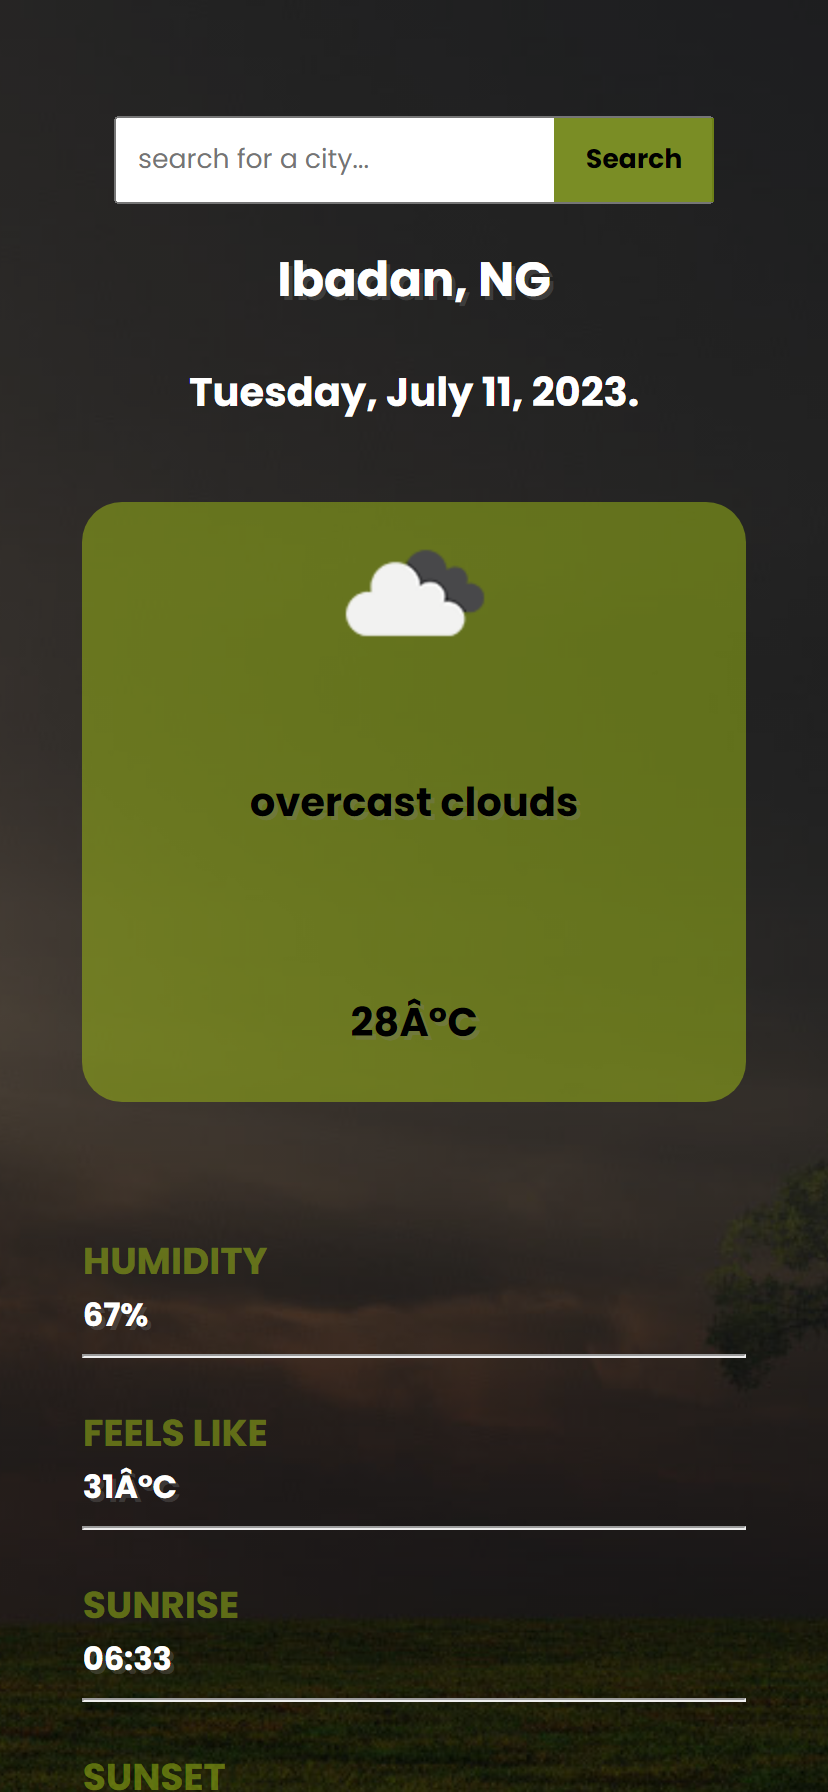 search for a city...
Search
Ibadan, NG
Tuesday, July 11, 2023.
overcast clouds
28Â°C
HUMIDITY
67%
FEELS LIKE
31Â°C
SUNRISE
06:33
SUNSET